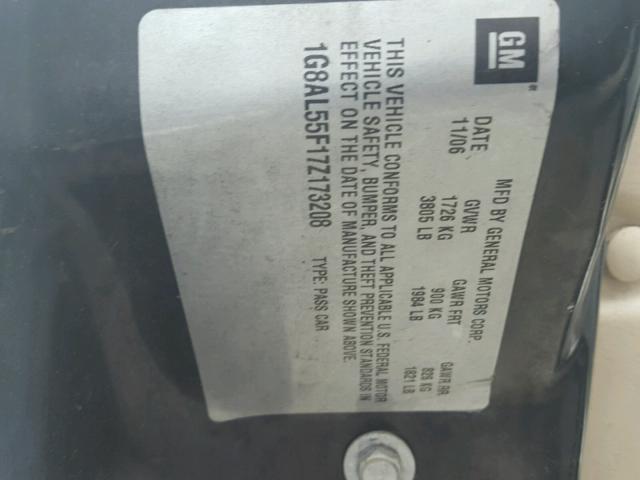 GM
®
MFD BY GENERAL MOTORS CORP.
DATE GVWR GAWR FRT GAWR RR
11/06 1726 KG 900 KG 826 KG
3805 LB 1984 LB 1821 LB
THIS VEHICLE CONFORMS TO ALL APPLICABLE U.S. FEDERAL MOTOR
VEHICLE SAFETY, BUMPER, AND THEFT PREVENTION STANDARDS IN
EFFECT ON THE DATE OF MANUFACTURE SHOWN ABOVE.
1G8AL55F17Z173208 TYPE: PASS CAR